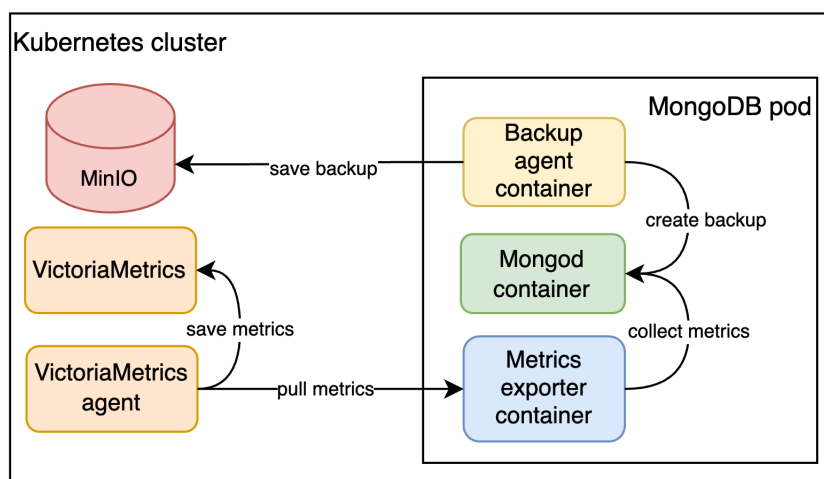 Kubernetes cluster
MongoDB pod
Backup
agent
container
MinIO
save backup
create backup
VictoriaMetrics
Mongod
container
save metrics
collect metrics
VictoriaMetrics
agent
pull metrics
Metrics
exporter
container